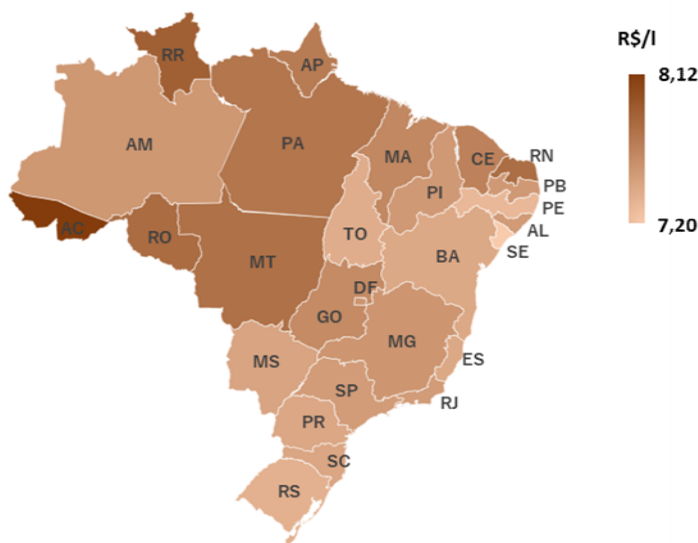 R$/l
8,12
7,20
RR
AP
AM
PA
MA
CE
RN
PI
PB
PE
AL
SE
AC
RO
TO
BA
MT
DF
GO
MG
MS
ES
SP
RJ
PR
SC
RS